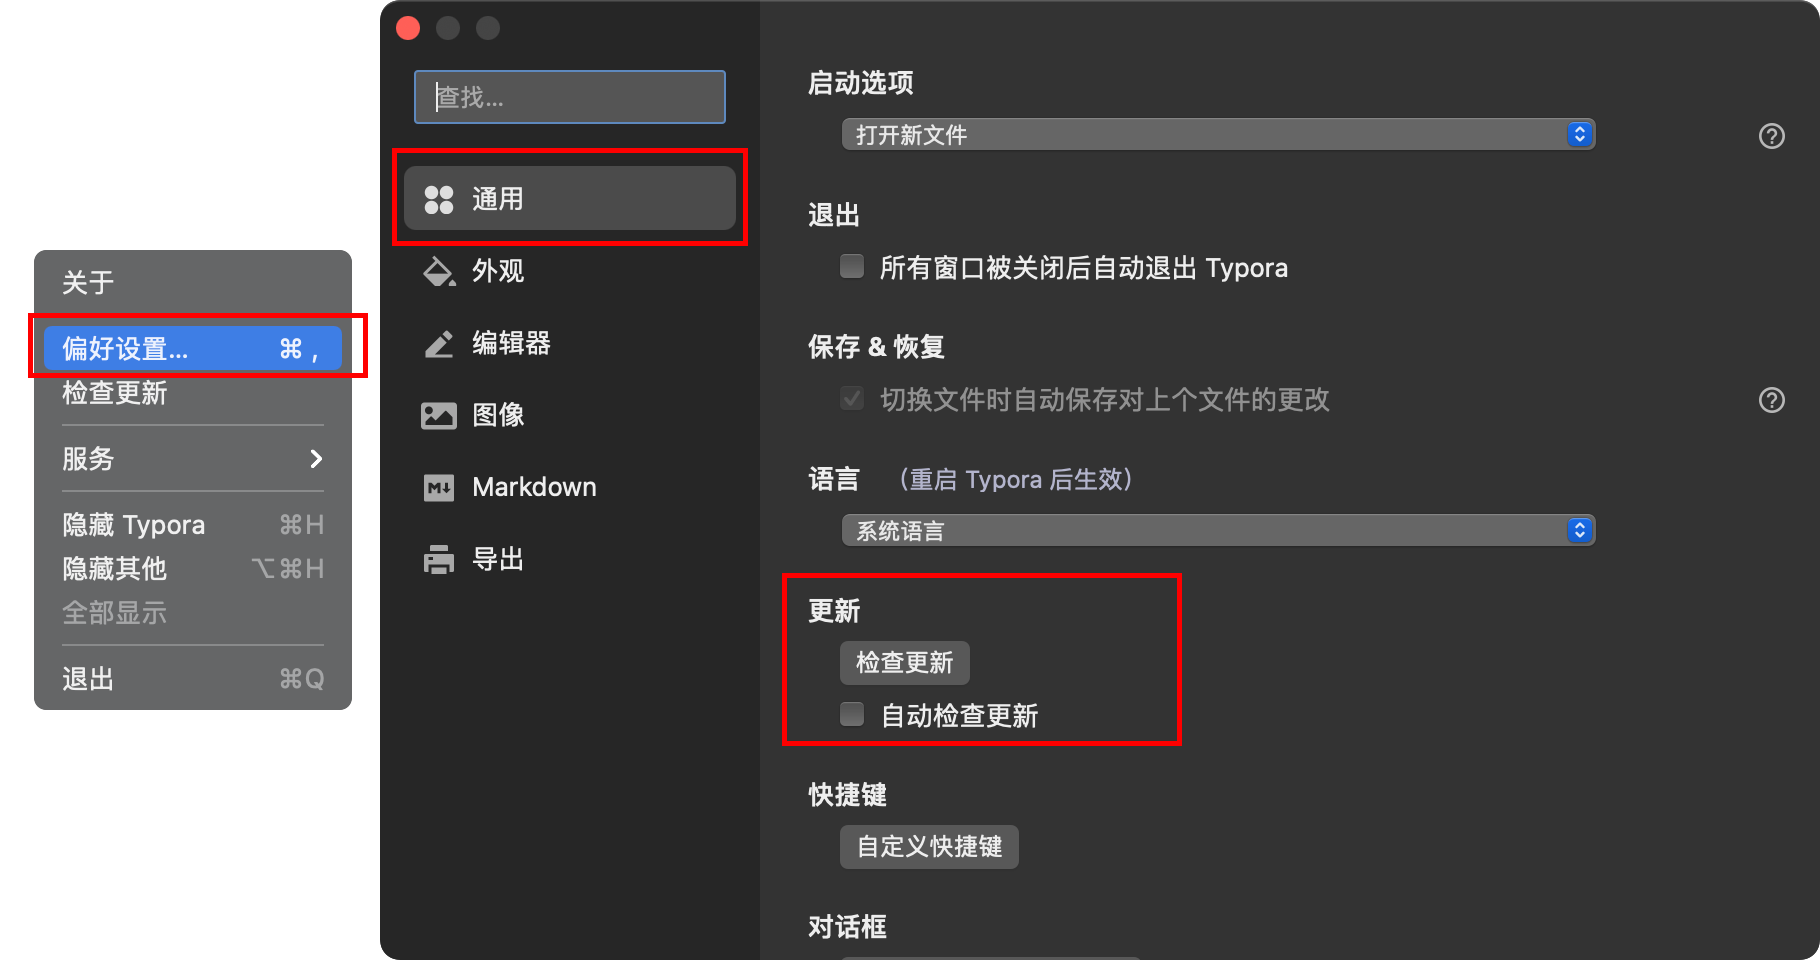 关于
偏好设置... ⌘ ,
检查更新
服务
隐藏 Typora ⌘H
隐藏其他 ⌥⌘H
全部显示
退出 ⌘Q
查找...
通用
外观
编辑器
图像
Markdown
导出
启动选项
打开新文件
退出
所有窗口被关闭后自动退出 Typora
保存 & 恢复
切换文件时自动保存对上个文件的更改
语言 (重启 Typora 后生效)
系统语言
更新
检查更新
自动检查更新
快捷键
自定义快捷键
对话框